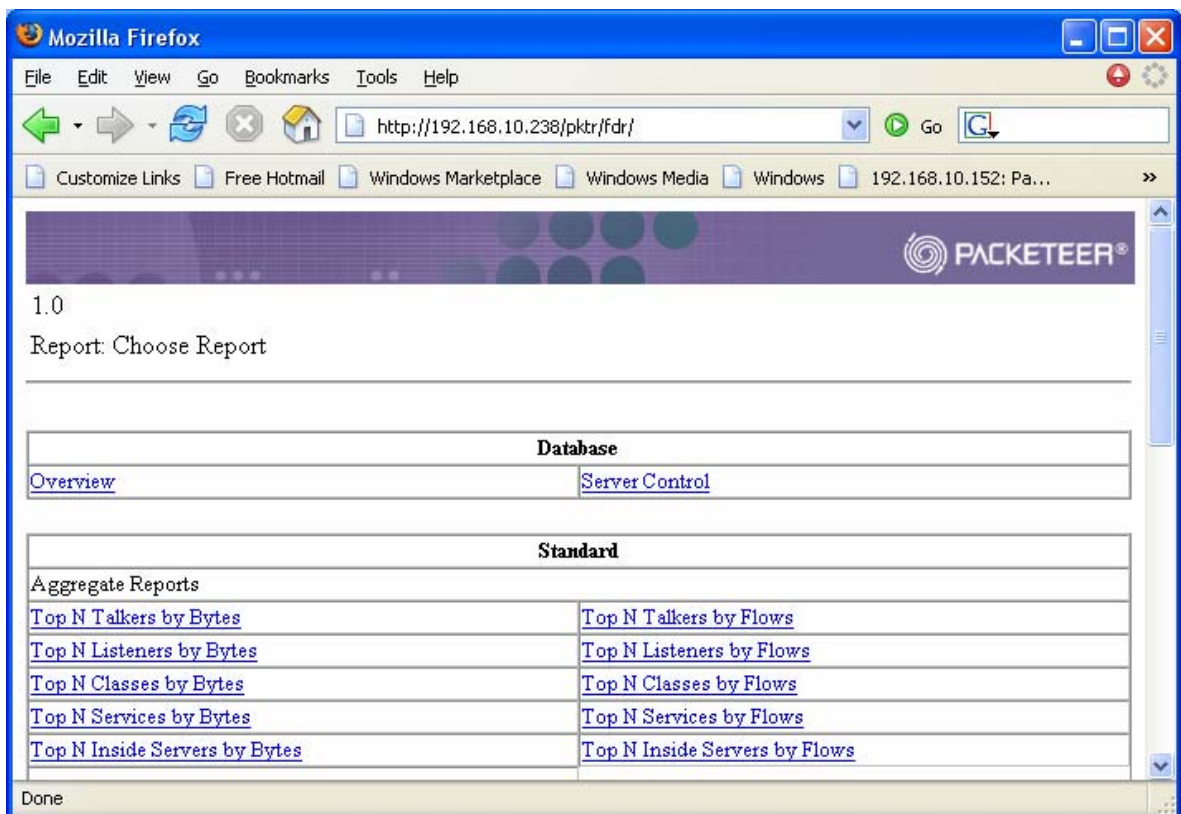 Mozilla Firefox
File Edit View Go Bookmarks Tools Help
http://192.168.10.238/pktr/fdr/ Go G
Customize Links Free Hotmail Windows Marketplace Windows Media Windows 192.168.10.152: Pa... »
PACKETEER®
1.0
Report: Choose Report
Database
Overview Server Control
Standard
Aggregate Reports
Top N Talkers by Bytes Top N Talkers by Flows
Top N Listeners by Bytes Top N Listeners by Flows
Top N Classes by Bytes Top N Classes by Flows
Top N Services by Bytes Top N Services by Flows
Top N Inside Servers by Bytes Top N Inside Servers by Flows
Done